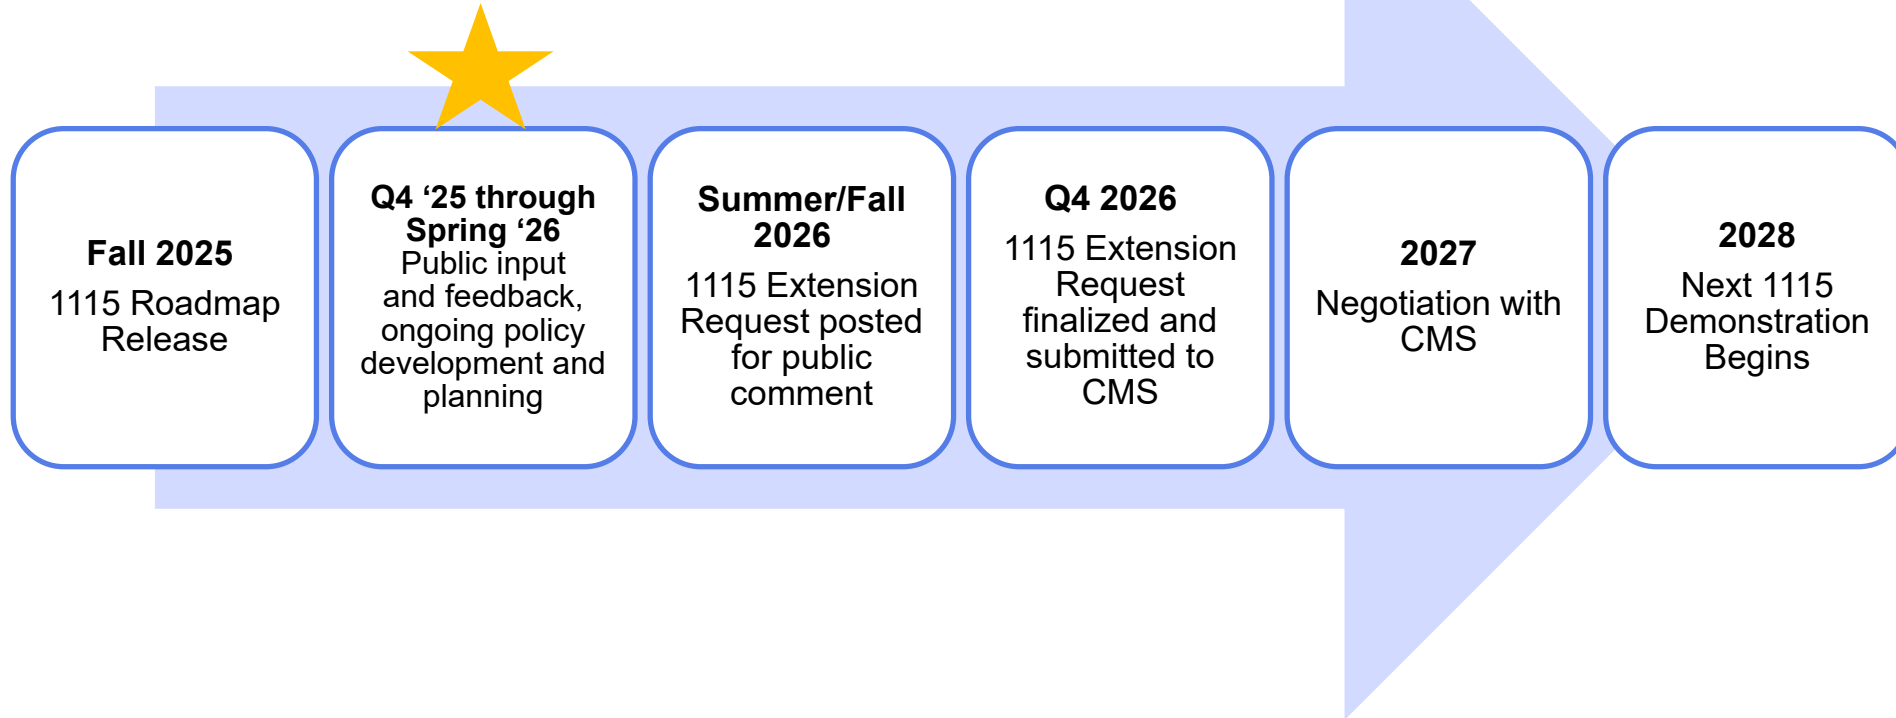 Fall 2025
1115 Roadmap
Release
Q4 ‘25 through
Spring ‘26
Public input
and feedback,
ongoing policy
development and
planning
Summer/Fall
2026
1115 Extension
Request posted
for public
comment
Q4 2026
1115 Extension
Request
finalized and
submitted to
CMS
2027
Negotiation with
CMS
2028
Next 1115
Demonstration
Begins